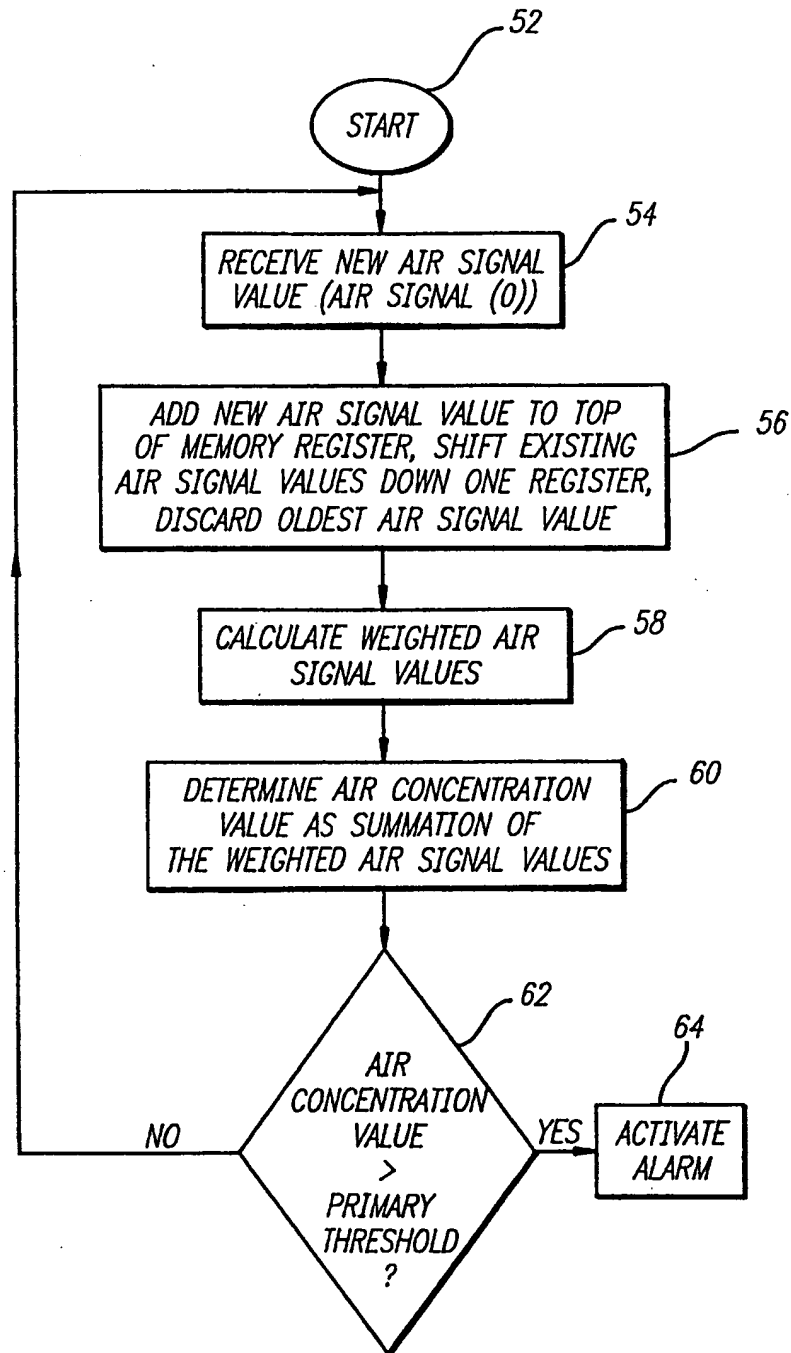 52
START
54
RECEIVE NEW AIR SIGNAL
VALUE (AIR SIGNAL (0))
56
ADD NEW AIR SIGNAL VALUE TO TOP
OF MEMORY REGISTER, SHIFT EXISTING
AIR SIGNAL VALUES DOWN ONE REGISTER,
DISCARD OLDEST AIR SIGNAL VALUE
58
CALCULATE WEIGHTED AIR
SIGNAL VALUES
60
DETERMINE AIR CONCENTRATION
VALUE AS SUMMATION OF
THE WEIGHTED AIR SIGNAL VALUES
62
AIR
CONCENTRATION
VALUE
>
PRIMARY
THRESHOLD
?
NO
YES
64
ACTIVATE
ALARM